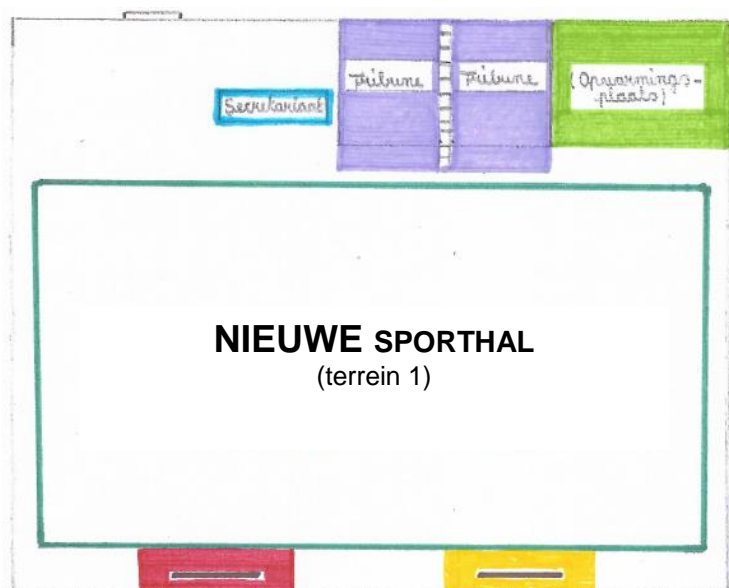 Secretariaat
Tribune
Tribune
(Opwarmings-
plaats)
NIEUWE SPORTHAL
(terrein 1)